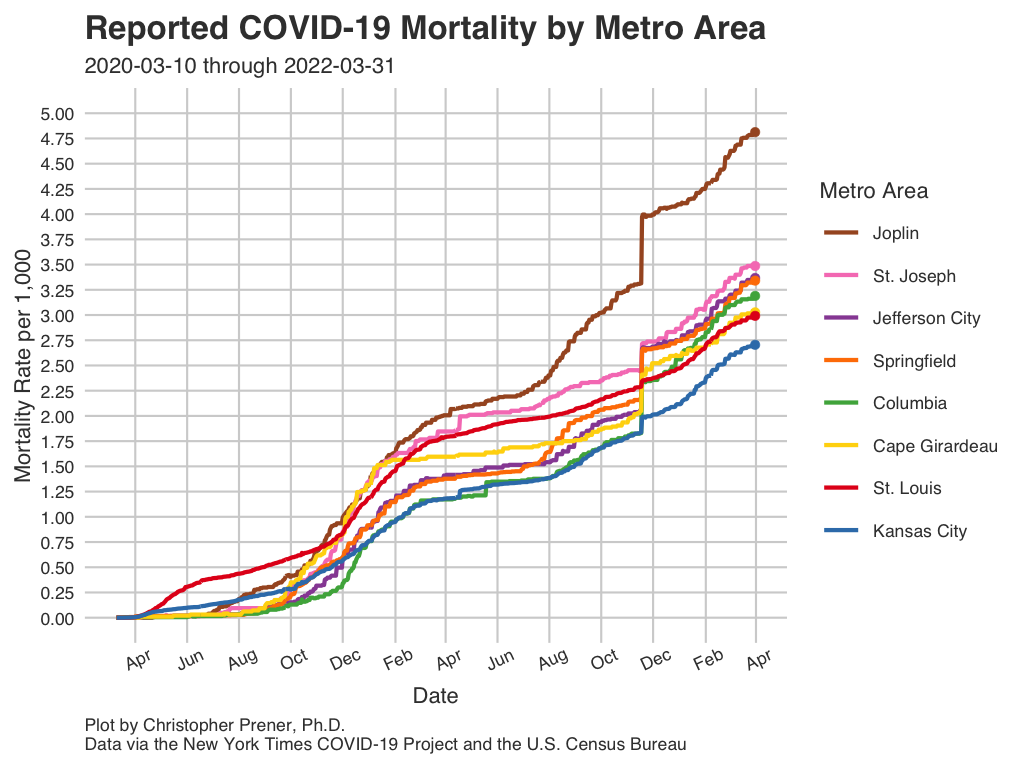 Reported COVID-19 Mortality by Metro Area
2020-03-10 through 2022-03-31
Mortality Rate per 1,000
5.00
4.75
4.50
4.25
4.00
3.75
3.50
3.25
3.00
2.75
2.50
2.25
2.00
1.75
1.50
1.25
1.00
0.75
0.50
0.25
0.00
Apr Jun Aug Oct Dec Feb Apr Jun Aug Oct Dec Feb Apr
Date
Metro Area
Joplin
St. Joseph
Jefferson City
Springfield
Columbia
Cape Girardeau
St. Louis
Kansas City
Plot by Christopher Prener, Ph.D.
Data via the New York Times COVID-19 Project and the U.S. Census Bureau